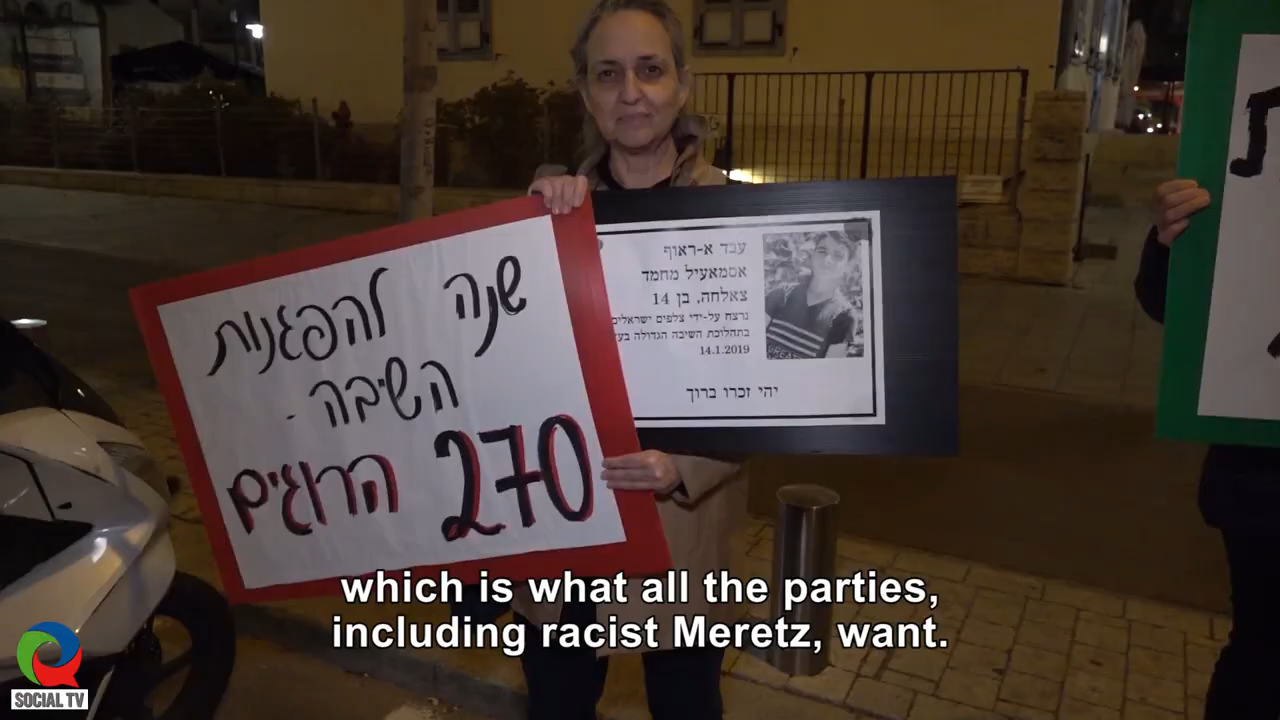 שנה להפגנות
השיבה -
270 הרוגים
עבד א-ראוף
אסמאעיל מחמד
צאלחה, בן 14
נרצח על-ידי צלפים ישראלים
בתהלוכת השיבה הגדולה
14.1.2019
יהי זכרו ברוך
which is what all the parties,
including racist Meretz, want.
SOCIAL TV